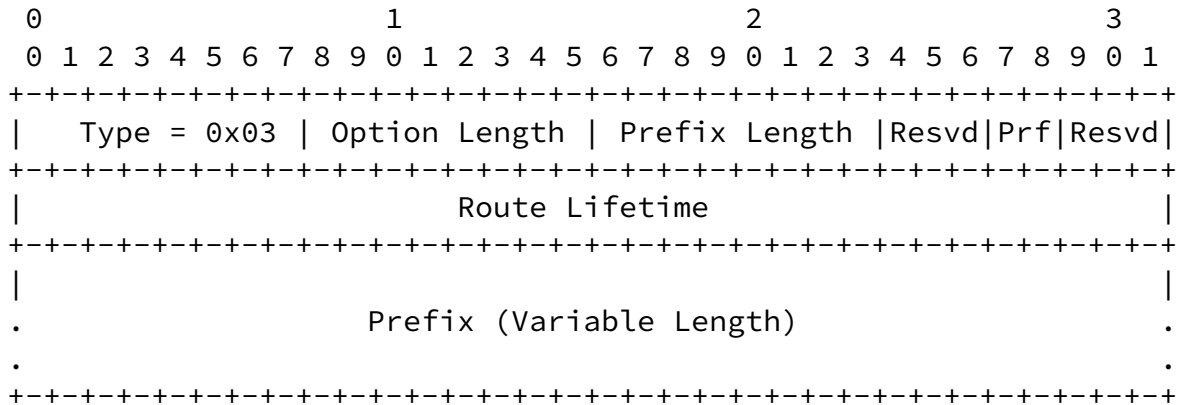 0                   1                   2                   3
 0 1 2 3 4 5 6 7 8 9 0 1 2 3 4 5 6 7 8 9 0 1 2 3 4 5 6 7 8 9 0 1
+-+-+-+-+-+-+-+-+-+-+-+-+-+-+-+-+-+-+-+-+-+-+-+-+-+-+-+-+-+-+-+-+
|   Type = 0x03 | Option Length | Prefix Length |Resvd|Prf|Resvd|
+-+-+-+-+-+-+-+-+-+-+-+-+-+-+-+-+-+-+-+-+-+-+-+-+-+-+-+-+-+-+-+-+
|                        Route Lifetime                         |
+-+-+-+-+-+-+-+-+-+-+-+-+-+-+-+-+-+-+-+-+-+-+-+-+-+-+-+-+-+-+-+-+
|                                                               |
.                   Prefix (Variable Length)                    .
.                                                               .
+-+-+-+-+-+-+-+-+-+-+-+-+-+-+-+-+-+-+-+-+-+-+-+-+-+-+-+-+-+-+-+-+